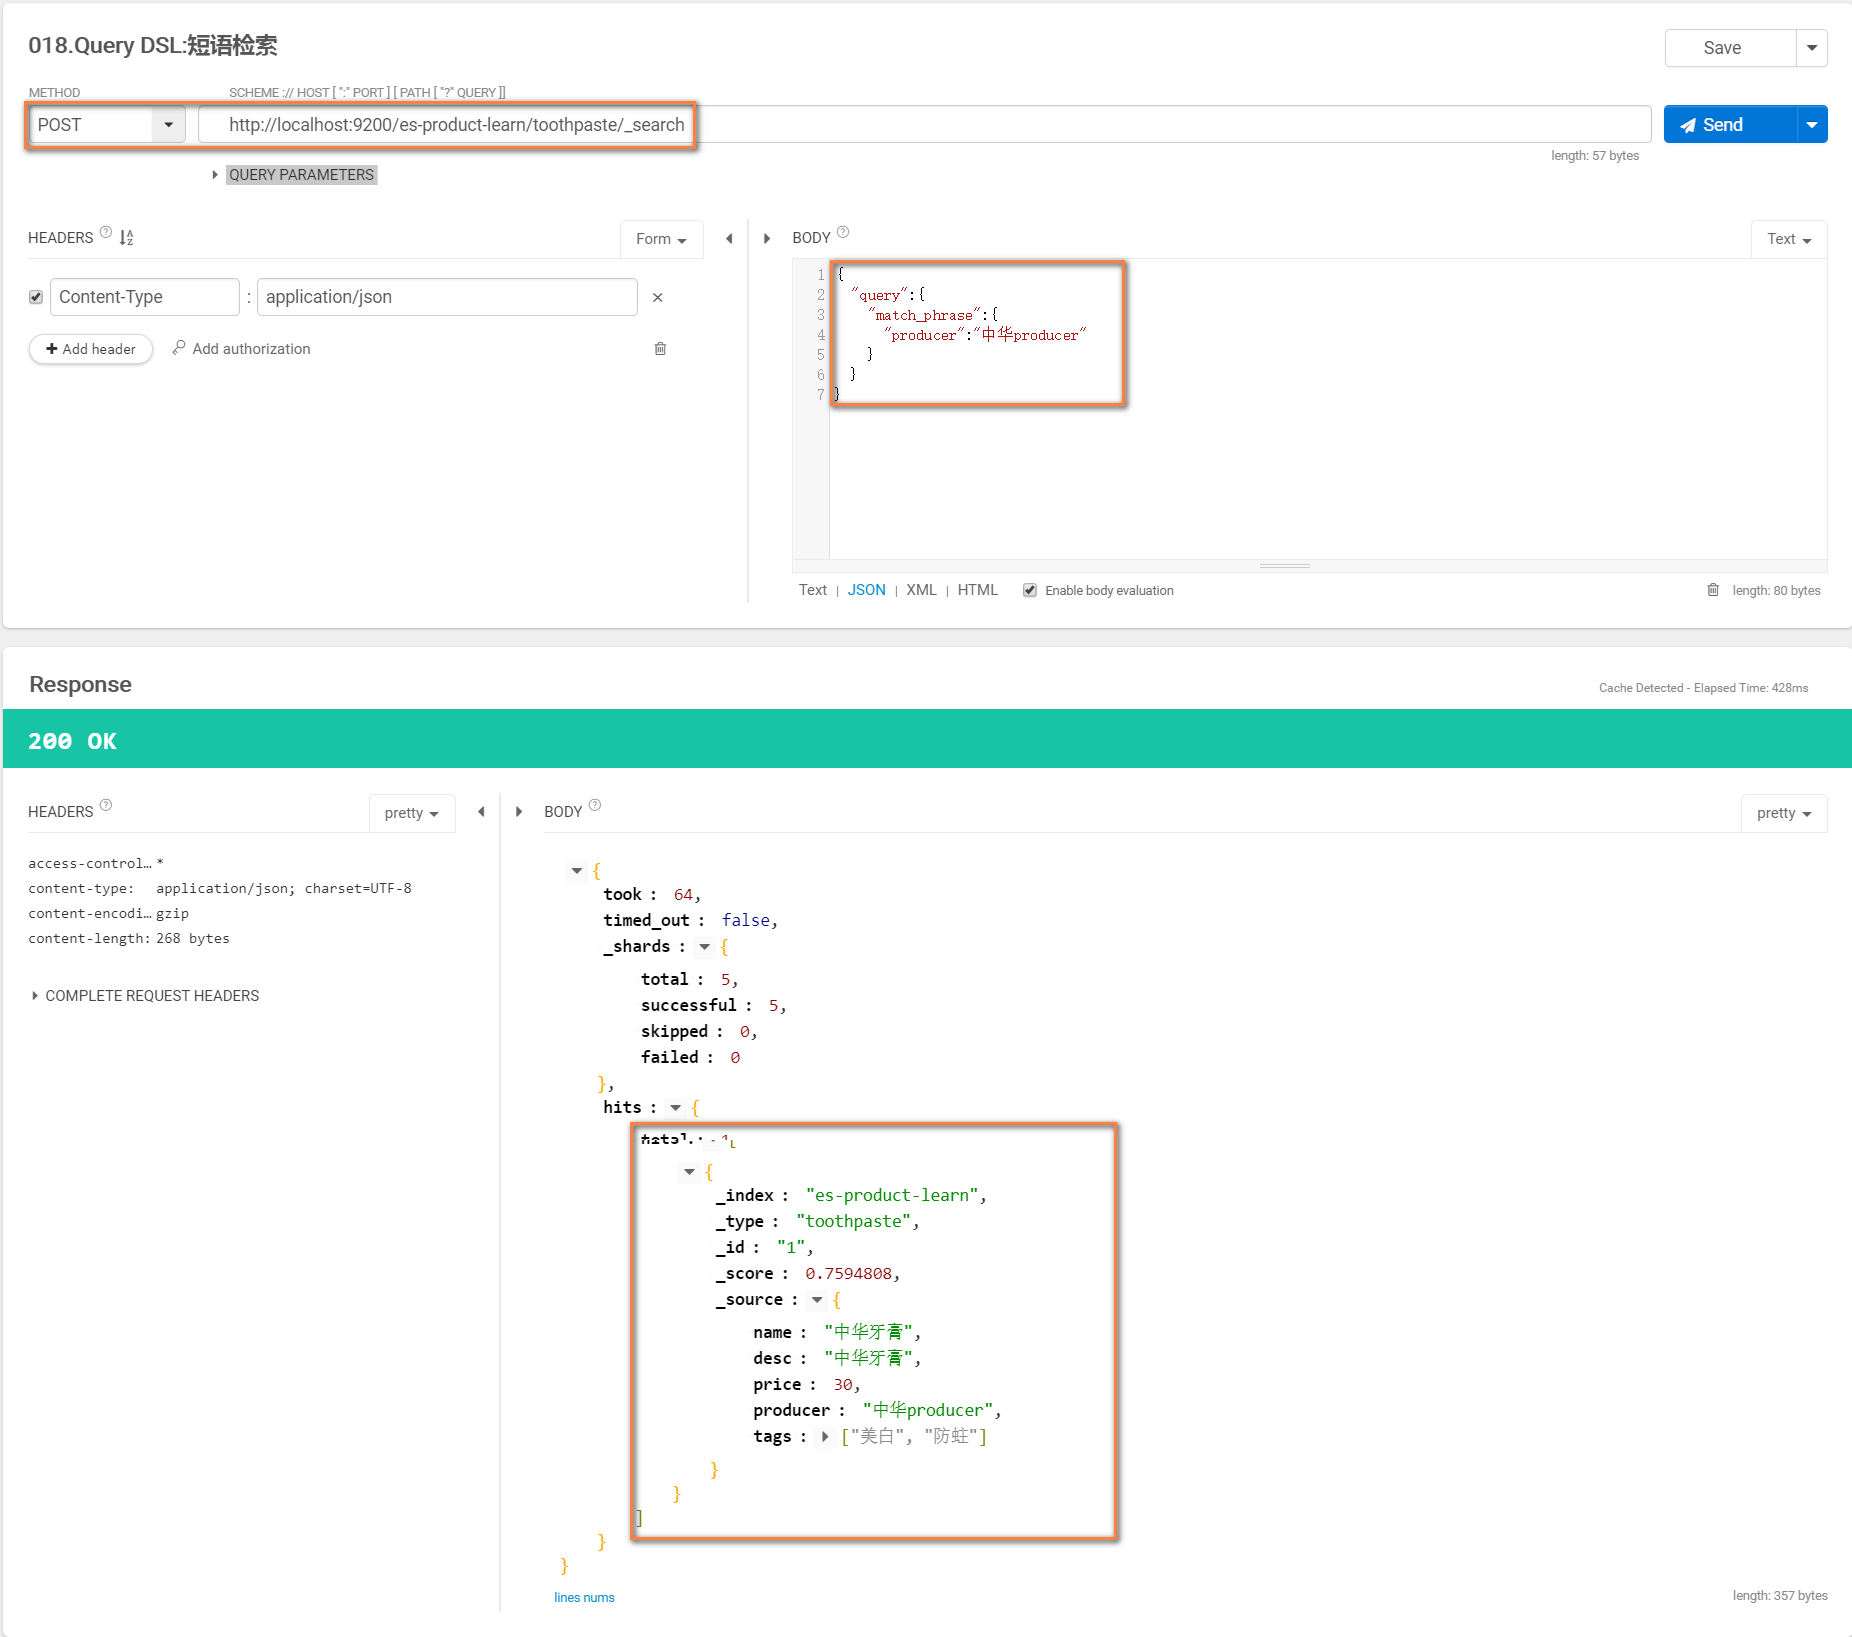 018.Query DSL:短语检索
Save
METHOD
SCHEME :// HOST [ ":" PORT ] [ PATH [ "?" QUERY ]]
POST
http://localhost:9200/es-product-learn/toothpaste/_search
Send
length: 57 bytes
QUERY PARAMETERS
HEADERS
Form
BODY
Text
Content-Type : application/json
Add header
Add authorization
1 {
2 "query":{
3 "match_phrase":{
4 "producer":"中华producer"
5 }
6 }
7 }
Text | JSON | XML | HTML
Enable body evaluation
length: 80 bytes
Response
Cache Detected - Elapsed Time: 428ms
200 OK
HEADERS
pretty
BODY
pretty
access-control… *
content-type: application/json; charset=UTF-8
content-encodi… gzip
content-length: 268 bytes
COMPLETE REQUEST HEADERS
{
took : 64,
timed_out : false,
_shards : {
total : 5,
successful : 5,
skipped : 0,
failed : 0
},
hits : {
{
_index : "es-product-learn",
_type : "toothpaste",
_id : "1",
_score : 0.7594808,
_source : {
name : "中华牙膏",
desc : "中华牙膏",
price : 30,
producer : "中华producer",
tags : ["美白", "防蛀"]
}
}
]
}
}
lines nums
length: 357 bytes